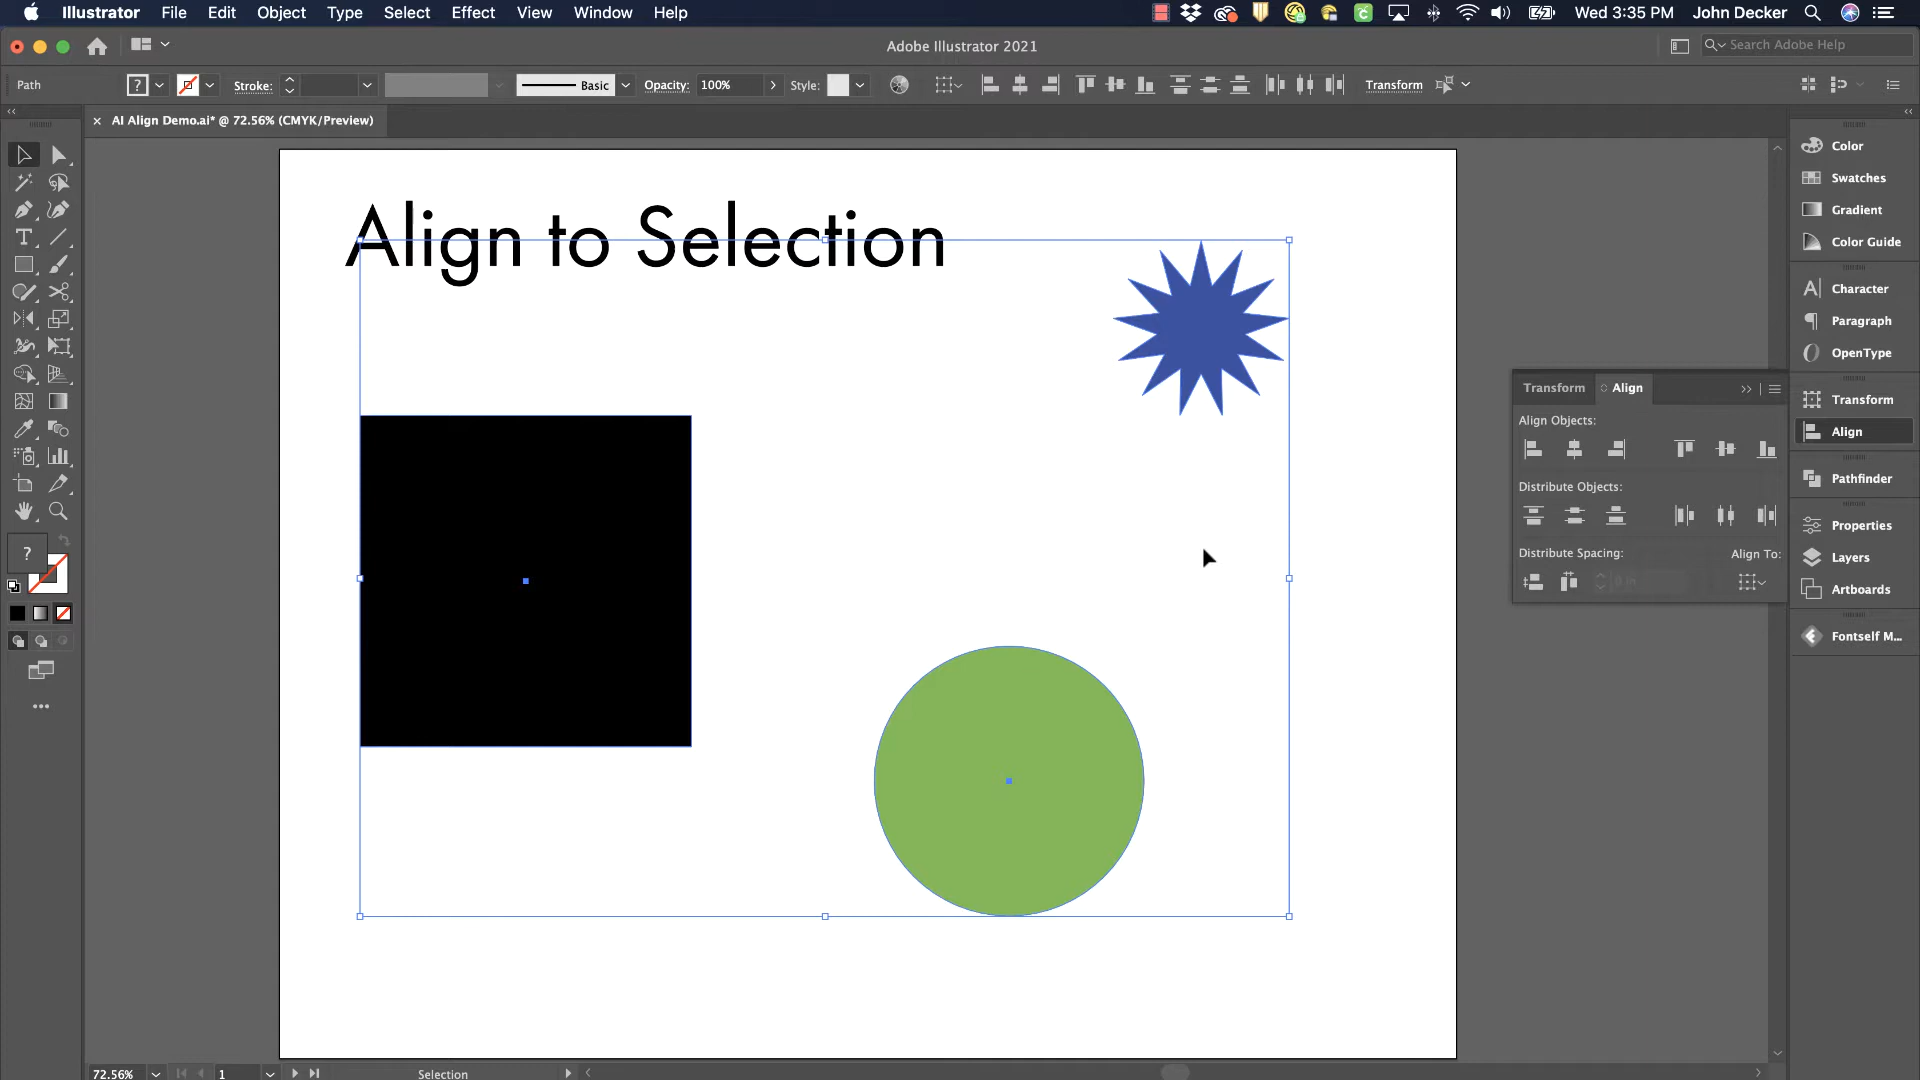 Illustrator File Edit Object Type Select Effect View Window Help
Wed 3:35 PM John Decker
Adobe Illustrator 2021
Search Adobe Help
Path
?
Stroke:
Basic
Opacity: 100%
Style:
Transform
AI Align Demo.ai* @ 72.56% (CMYK/Preview)
Align to Selection
Color
Swatches
Gradient
Color Guide
Character
Paragraph
OpenType
Transform
Align
Pathfinder
Properties
Layers
Artboards
Fontself M...
Transform Align
Align Objects:
Distribute Objects:
Distribute Spacing: Align To:
0 in
?
72.56% 1 Selection